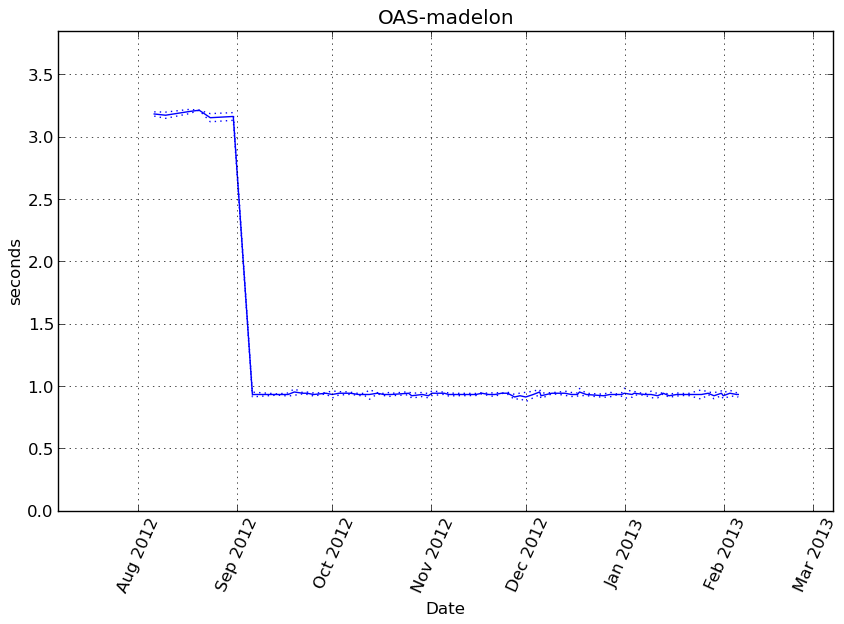 OAS-madelon
3.5
3.0
2.5
2.0
1.5
1.0
0.5
0.0
seconds
Aug 2012
Sep 2012
Oct 2012
Nov 2012
Dec 2012
Jan 2013
Feb 2013
Mar 2013
Date